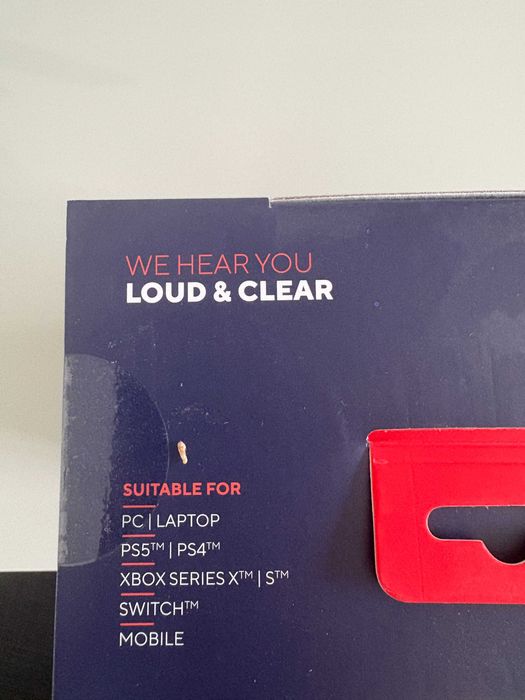 WE HEAR YOU
LOUD & CLEAR
SUITABLE FOR
PC | LAPTOP
PS5™ | PS4™
XBOX SERIES X™ | S™
SWITCH™
MOBILE